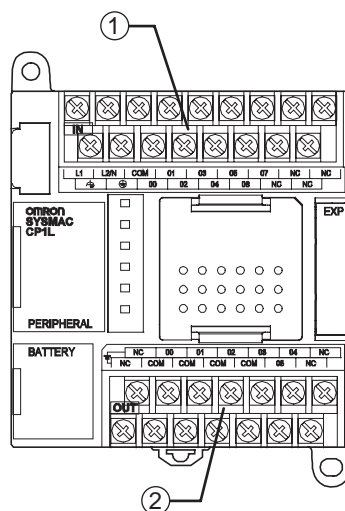 1
IN
L1 L2/N COM 01 03 05 07 NC NC
00 02 04 06 NC NC
OMRON
SYSMAC
CP1L
EXP
PERIPHERAL
BATTERY
NC 00 01 02 03 04 NC
NC COM COM COM COM 05 NC
OUT
2